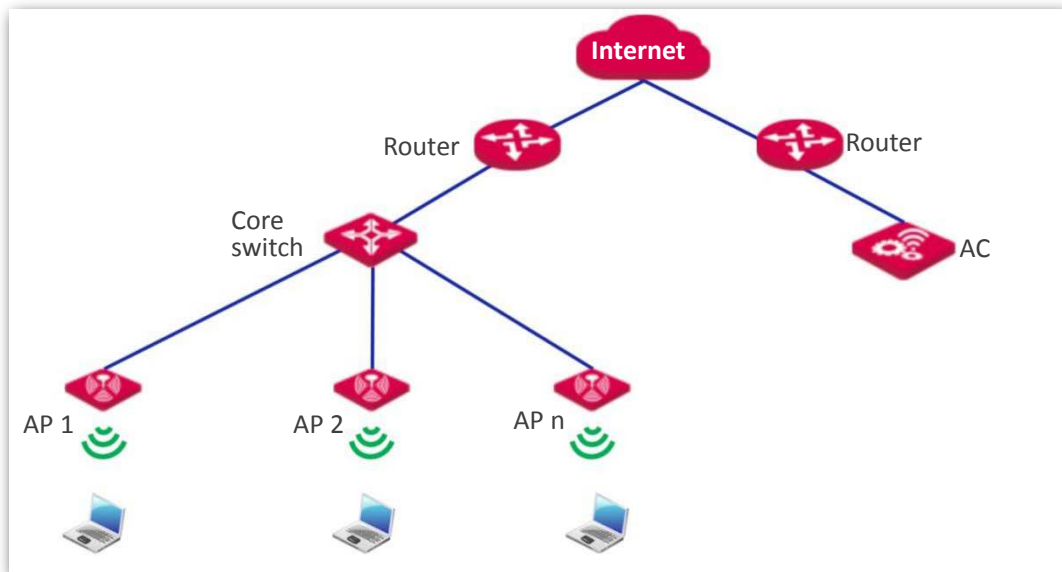 Internet
Router
Router
Core
switch
AC
AP 1
AP 2
AP n